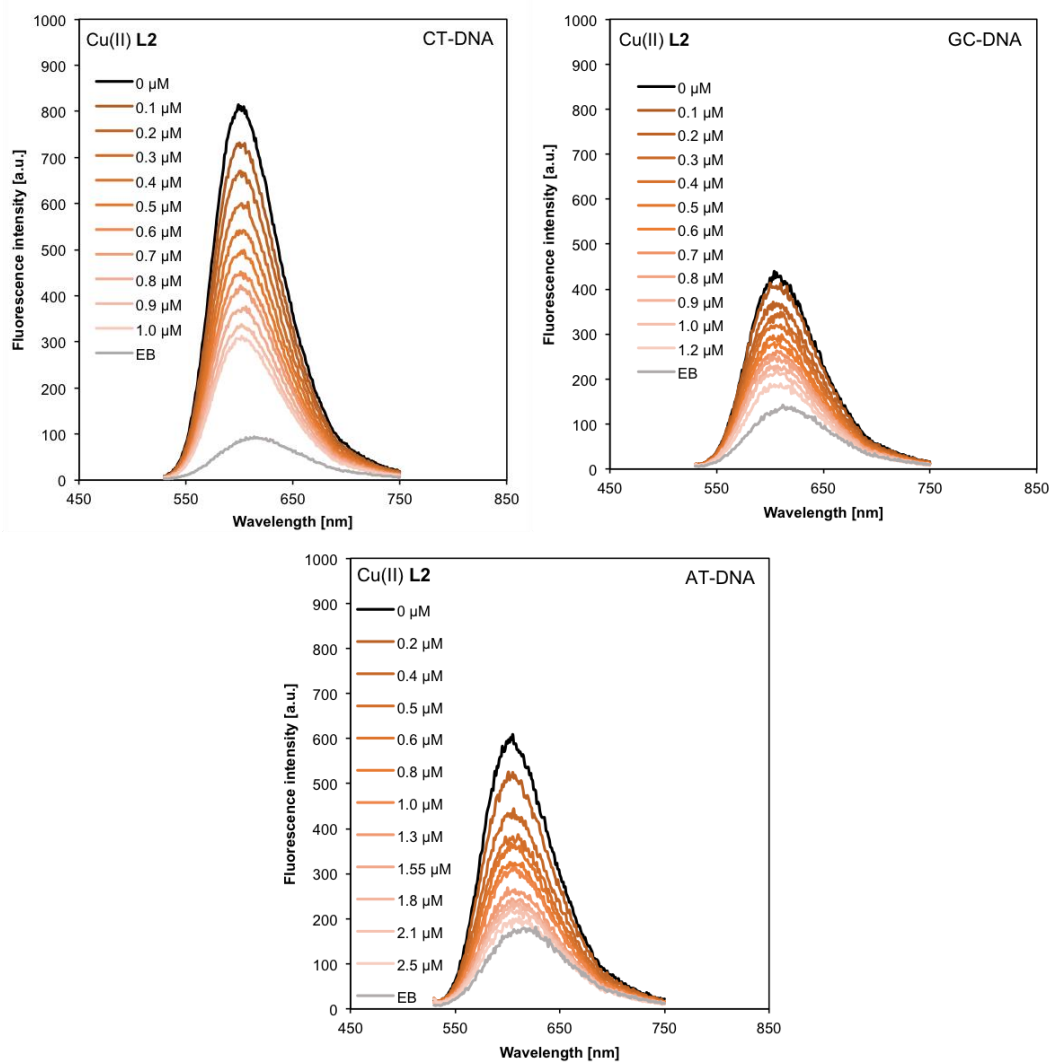 Cu(II) L2
CT-DNA
0 µM
0.1 µM
0.2 µM
0.3 µM
0.4 µM
0.5 µM
0.6 µM
0.7 µM
0.8 µM
0.9 µM
1.0 µM
EB
1000
900
800
700
600
500
400
300
200
100
0
Fluorescence intensity [a.u.]
450
550
650
750
850
Wavelength [nm]
Cu(II) L2
GC-DNA
0 µM
0.1 µM
0.2 µM
0.3 µM
0.4 µM
0.5 µM
0.6 µM
0.7 µM
0.8 µM
0.9 µM
1.0 µM
1.2 µM
EB
1000
900
800
700
600
500
400
300
200
100
0
Fluorescence intensity [a.u.]
450
550
650
750
850
Wavelength [nm]
Cu(II) L2
AT-DNA
0 µM
0.2 µM
0.4 µM
0.5 µM
0.6 µM
0.8 µM
1.0 µM
1.3 µM
1.55 µM
1.8 µM
2.1 µM
2.5 µM
EB
1000
900
800
700
600
500
400
300
200
100
0
Fluorescence intensity [a.u.]
450
550
650
750
850
Wavelength [nm]